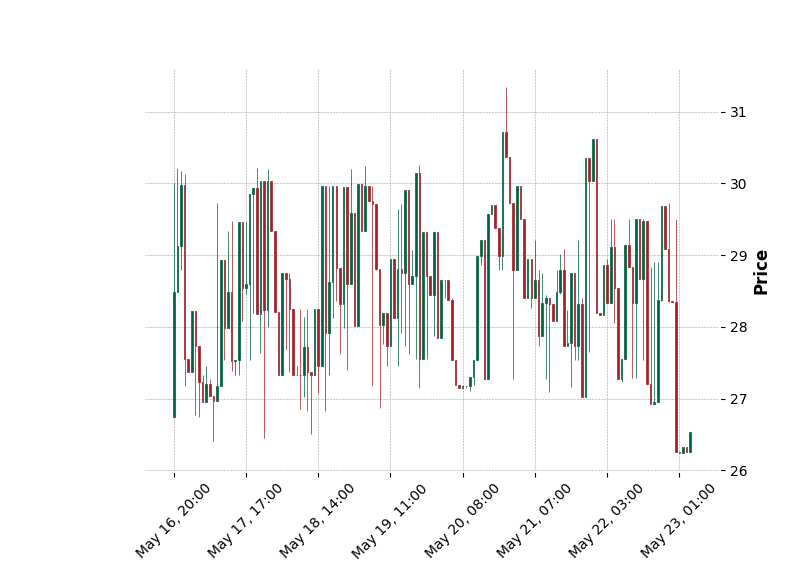 31
30
29
28
27
26
Price
May 16, 20:00
May 17, 17:00
May 18, 14:00
May 19, 11:00
May 20, 08:00
May 21, 07:00
May 22, 03:00
May 23, 01:00